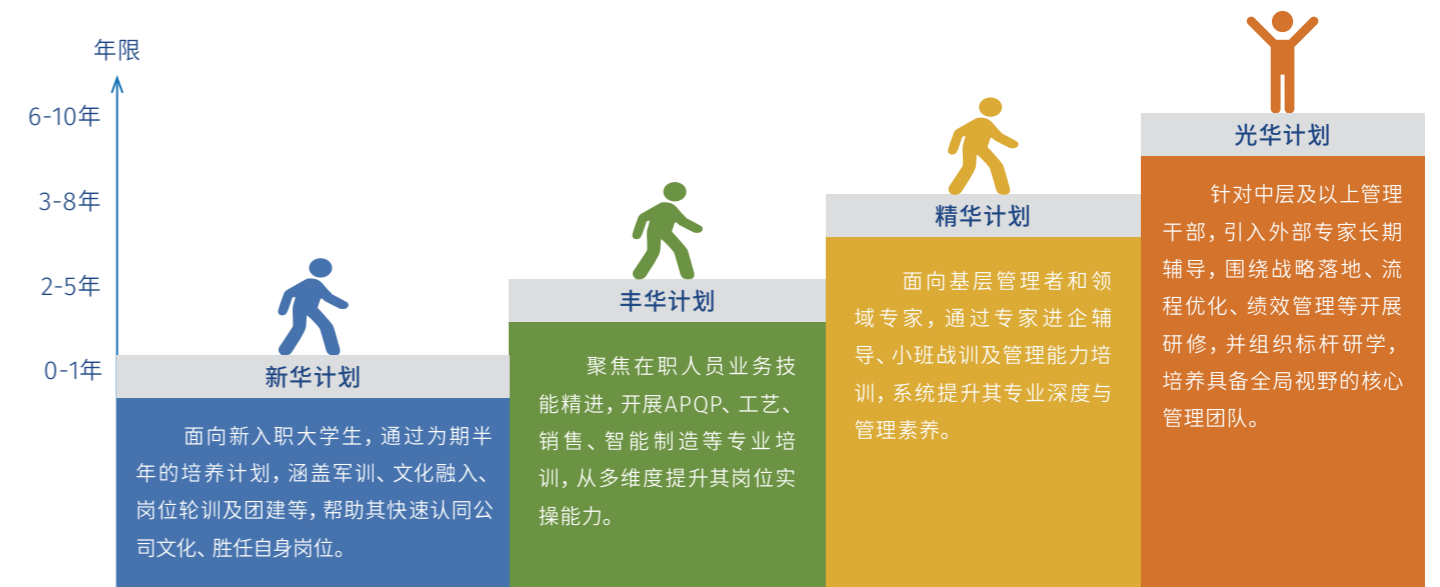 年限
6-10年
3-8年
2-5年
0-1年
新华计划
面向新入职大学生，通过为期半
年的培养计划，涵盖军训、文化融入、
岗位轮训及团建等，帮助其快速认同公
司文化、胜任自身岗位。
丰华计划
聚焦在职人员业务技
能精进，开展APQP、工艺、
销售、智能制造等专业培
训，从多维度提升其岗位实
操能力。
精华计划
面向基层管理者和领
域专家，通过专家进企辅
导、小班战训及管理能力培
训，系统提升其专业深度与
管理素养。
光华计划
针对中层及以上管理
干部，引入外部专家长期
辅导，围绕战略落地、流
程优化、绩效管理等开展
研修，并组织标杆研学，
培养具备全局视野的核心
管理团队。